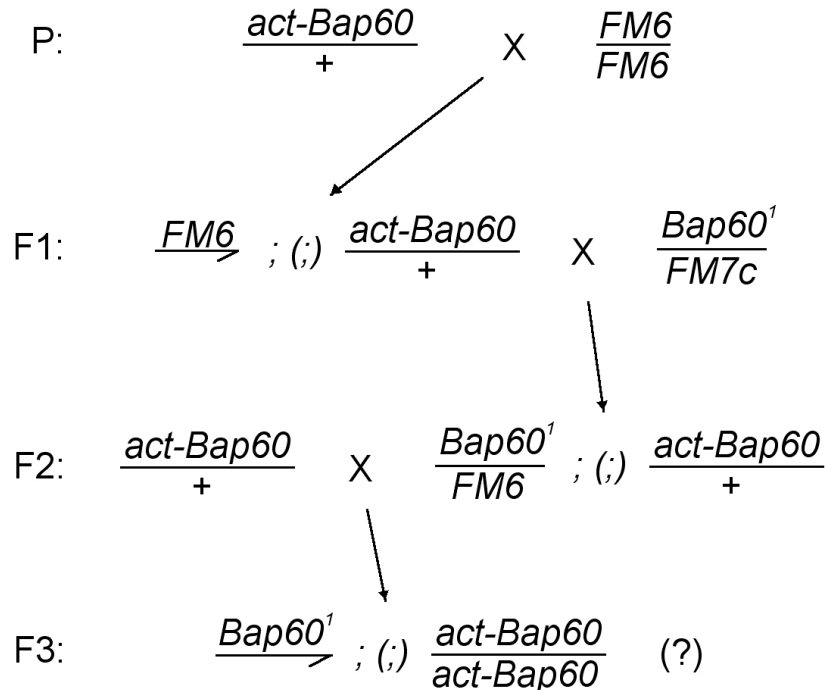 P: act-Bap60 / + X FM6 / FM6
F1: FM6 ; (;) act-Bap60 / + X Bap60¹ / FM7c
F2: act-Bap60 / + X Bap60¹ / FM6 ; (;) act-Bap60 / +
F3: Bap60¹ ; (;) act-Bap60 / act-Bap60 (?)